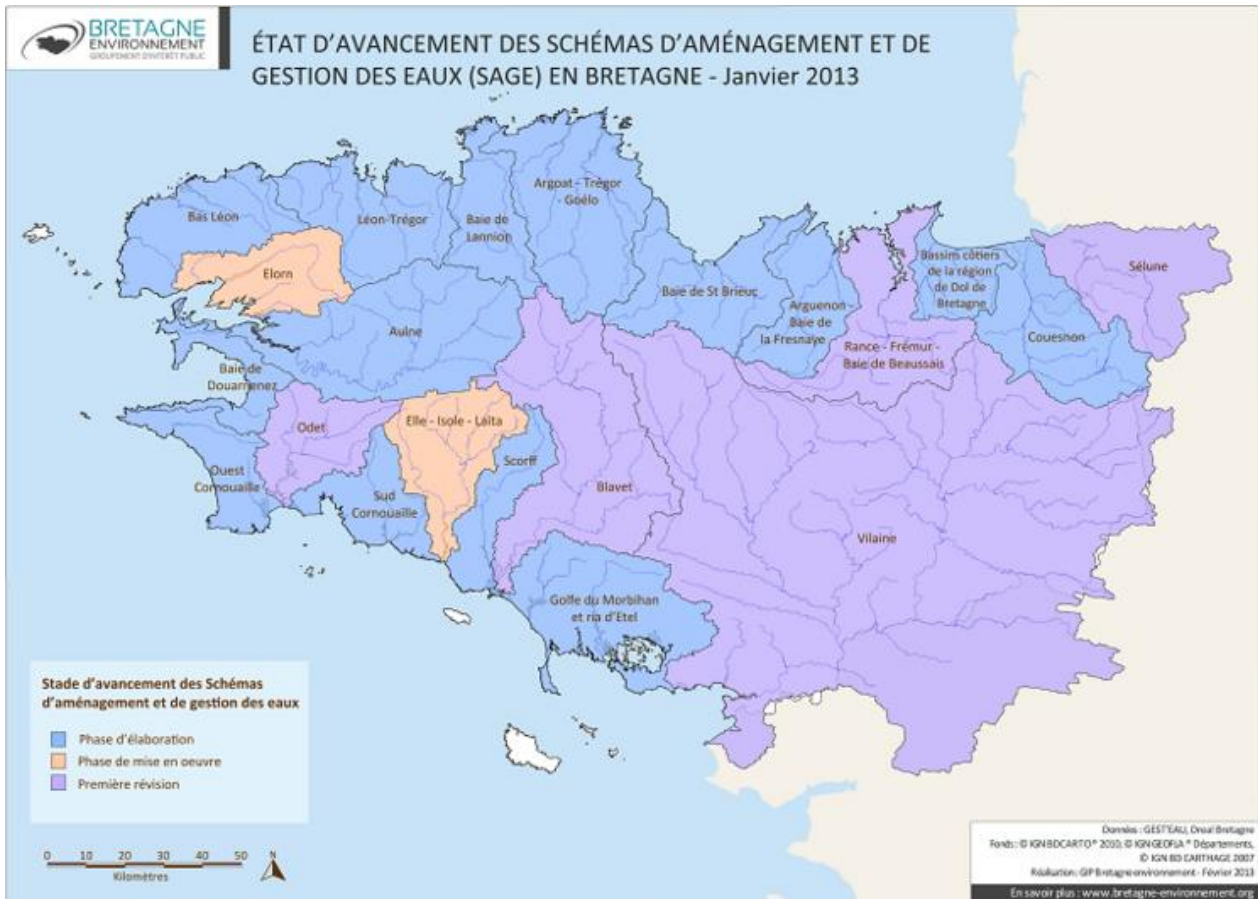 BRETAGNE
ENVIRONNEMENT
GROUPEMENT D'INTÉRÊT PUBLIC
ÉTAT D'AVANCEMENT DES SCHÉMAS D'AMÉNAGEMENT ET DE
GESTION DES EAUX (SAGE) EN BRETAGNE - Janvier 2013
Bas Léon
Léon-Trégor
Baie de
Lannion
Argoat - Trégor
- Goëlo
Elorn
Aulne
Baie de St Brieuc
Arguenon -
Baie de
la Fresnaye
Bassim côtiers
de la région
de Dol de
Bretagne
Sélune
Couesnon
Rance - Frémur -
Baie de Beaussais
Baie de
Douarnenez
Odet
Elle - Isole - Laïta
Scorff
Ouest
Cornouaille
Sud
Cornouaille
Blavet
Vilaine
Golfe du Morbihan
et ria d'Etel
Stade d'avancement des Schémas
d'aménagement et de gestion des eaux
Phase d'élaboration
Phase de mise en oeuvre
Première révision
0 10 20 30 40 50
Kilomètres
N
Données : GEST'EAU, Dreal Bretagne
Fonds : © IGN BDCARTO ® 2010, © IGN GEOFLA ® Départements,
© IGN BD CARTHAGE 2007
Réalisation : GIP Bretagne environnement - Février 2013
En savoir plus : www.bretagne-environnement.org